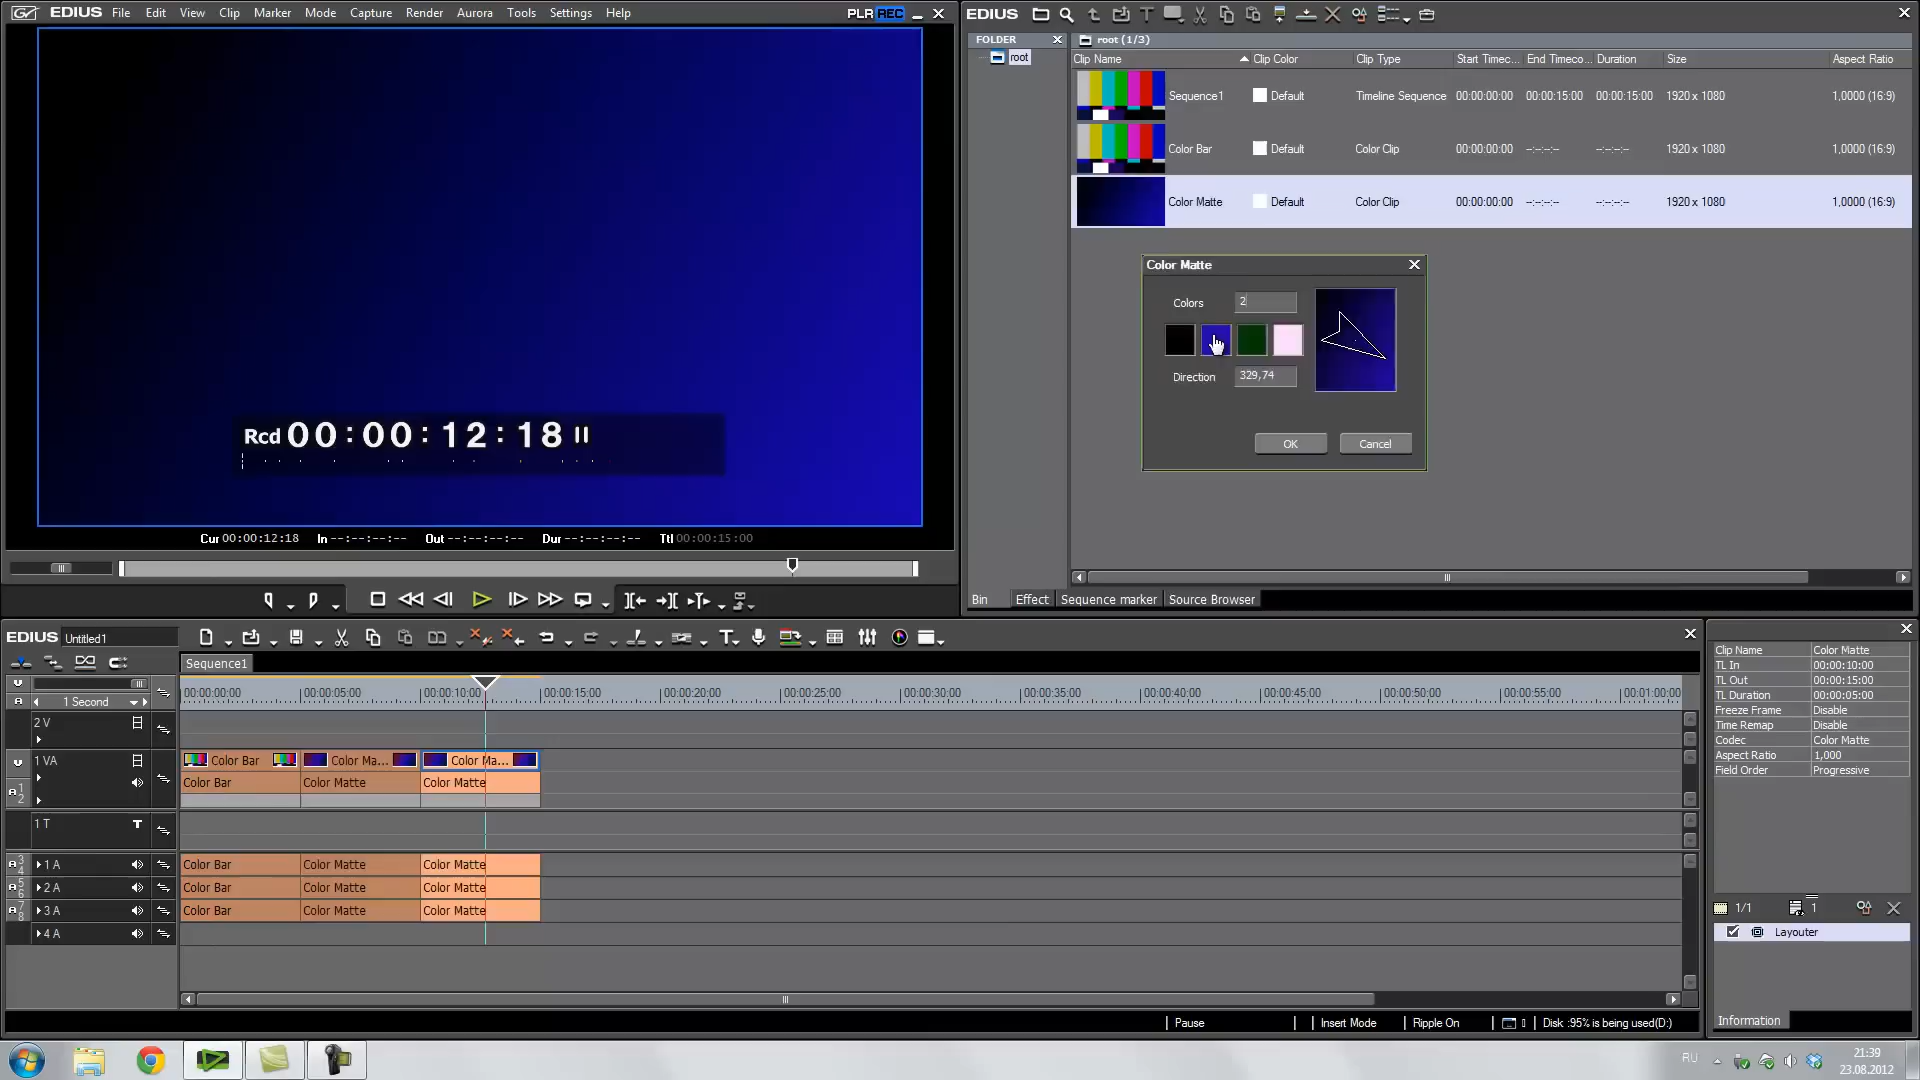 EDIUS File Edit View Clip Marker Mode Capture Render Aurora Tools Settings Help PLR REC
Rcd 00:00:12:18
Cur 00:00:12:18 In --:--:--:-- Out --:--:--:-- Dur --:--:--:-- Ttl 00:00:15:00
EDIUS
FOLDER
root
root (1/3)
Clip Name Clip Color Clip Type Start Timec... End Timeco... Duration Size Aspect Ratio
Sequence1 Default Timeline Sequence 00:00:00:00 00:00:15:00 00:00:15:00 1920 x 1080 1,0000 (16:9)
Color Bar Default Color Clip 00:00:00:00 --:--:--:-- --:--:--:-- 1920 x 1080 1,0000 (16:9)
Color Matte Default Color Clip 00:00:00:00 --:--:--:-- --:--:--:-- 1920 x 1080 1,0000 (16:9)
Color Matte
Colors 2
Direction 329,74
OK Cancel
Bin Effect Sequence marker Source Browser
EDIUS Untitled1
Sequence1
1 Second
00:00:00:00 00:00:05:00 00:00:10:00 00:00:15:00 00:00:20:00 00:00:25:00 00:00:30:00 00:00:35:00 00:00:40:00 00:00:45:00 00:00:50:00 00:00:55:00 00:01:00:00
2 V
1 VA Color Bar Color Ma... Color Ma...
1 2 Color Bar Color Matte Color Matte
1 T T
3 4 1 A Color Bar Color Matte Color Matte
5 6 2 A Color Bar Color Matte Color Matte
7 8 3 A Color Bar Color Matte Color Matte
4 A
Pause Insert Mode Ripple On Disk :95% is being used(D:)
Clip Name Color Matte
TL In 00:00:10:00
TL Out 00:00:15:00
TL Duration 00:00:05:00
Freeze Frame Disable
Time Remap Disable
Codec Color Matte
Aspect Ratio 1,000
Field Order Progressive
1/1 1
Layouter
Information
RU 21:39
23.08.2012